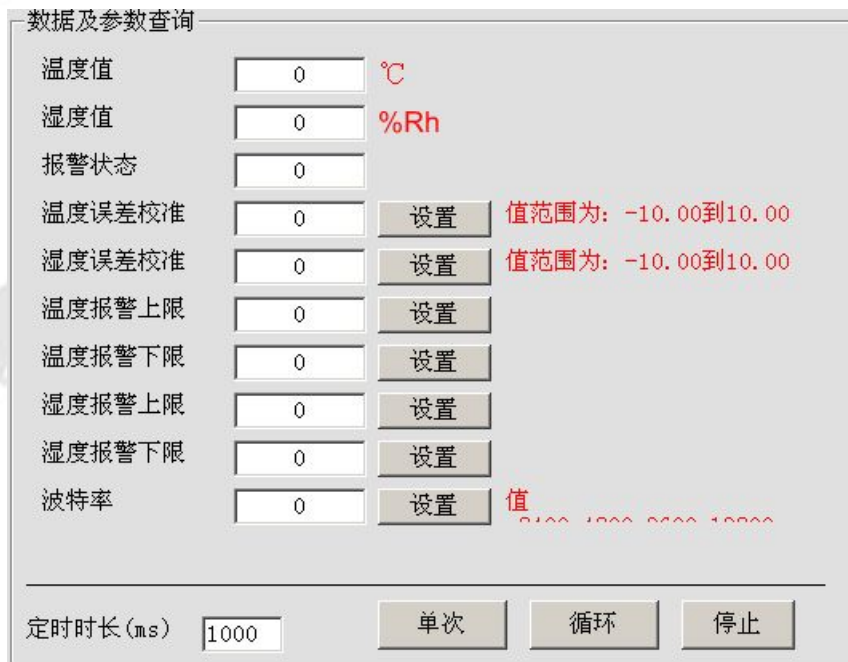 数据及参数查询
温度值 0 ℃
湿度值 0 %Rh
报警状态 0
温度误差校准 0 设置 值范围为: -10.00到10.00
湿度误差校准 0 设置 值范围为: -10.00到10.00
温度报警上限 0 设置
温度报警下限 0 设置
湿度报警上限 0 设置
湿度报警下限 0 设置
波特率 0 设置 值
定时时长(ms) 1000 单次 循环 停止